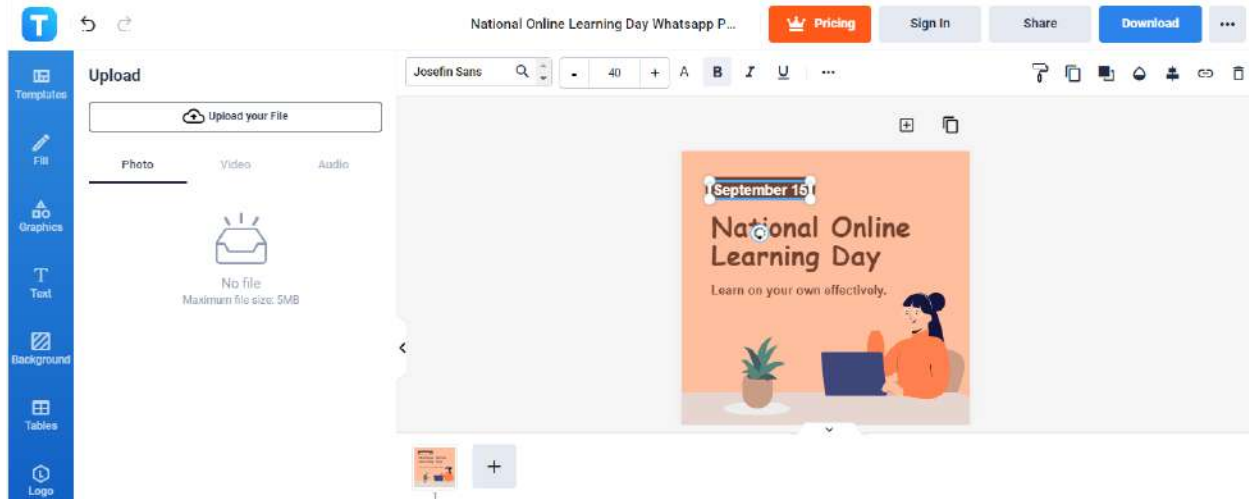 T
National Online Learning Day Whatsapp P...
Pricing
Sign In
Share
Download
Templates
Upload
Josefin Sans
- 40 + A B I U
Upload your File
Fill
Photo Video Audio
September 15
Graphics
National Online
Learning Day
Text
No file
Maximum file size: 5MB
Learn on your own effectively.
Background
Tables
Logo
1